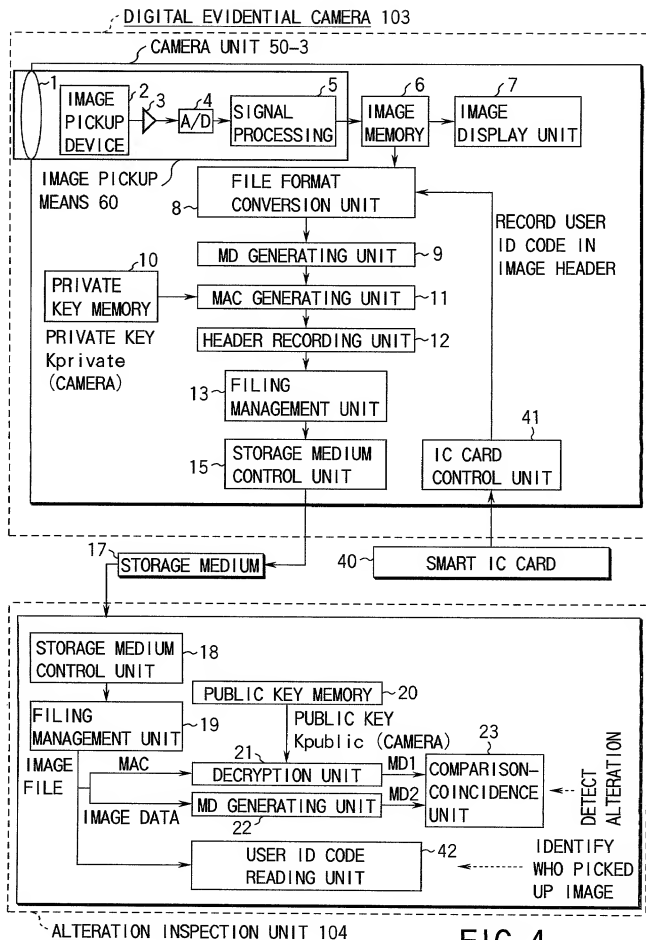 DIGITAL EVIDENTIAL CAMERA 103
CAMERA UNIT 50-3
1
2
3
4
5
6
7
IMAGE
PICKUP
DEVICE
A/D
SIGNAL
PROCESSING
IMAGE
MEMORY
IMAGE
DISPLAY UNIT
IMAGE PICKUP
MEANS 60
8
FILE FORMAT
CONVERSION UNIT
RECORD USER
ID CODE IN
IMAGE HEADER
MD GENERATING UNIT
9
10
PRIVATE
KEY MEMORY
MAC GENERATING UNIT
11
PRIVATE KEY
Kprivate
(CAMERA)
HEADER RECORDING UNIT
12
13
FILING
MANAGEMENT UNIT
15
STORAGE MEDIUM
CONTROL UNIT
41
IC CARD
CONTROL UNIT
17
STORAGE MEDIUM
40
SMART IC CARD
STORAGE MEDIUM
CONTROL UNIT
18
FILING
MANAGEMENT UNIT
19
PUBLIC KEY MEMORY
20
PUBLIC KEY
Kpublic (CAMERA)
IMAGE
FILE
MAC
21
DECRYPTION UNIT
MD1
23
COMPARISON-
COINCIDENCE
UNIT
DETECT
ALTERATION
IMAGE DATA
MD GENERATING UNIT
22
MD2
USER ID CODE
READING UNIT
42
IDENTIFY
WHO PICKED
UP IMAGE
ALTERATION INSPECTION UNIT 104
FIG. 4